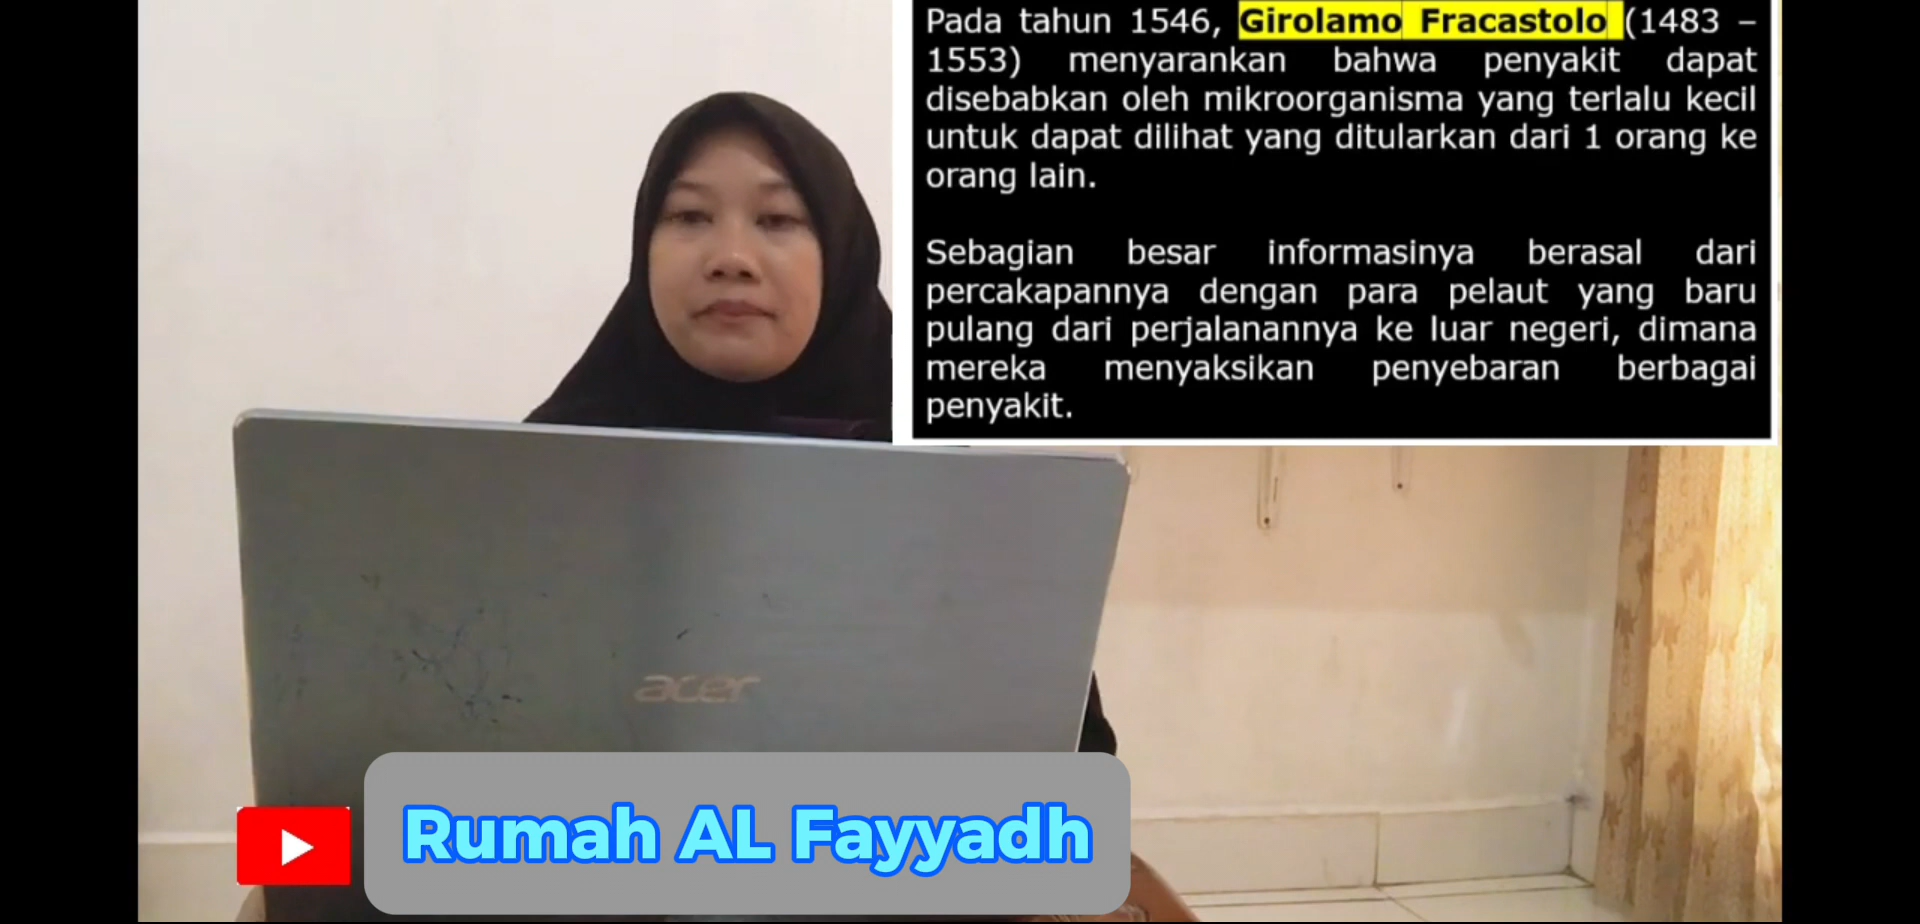 Pada tahun 1546, Girolamo Fracastolo (1483 –
1553) menyarankan bahwa penyakit dapat
disebabkan oleh mikroorganisma yang terlalu kecil
untuk dapat dilihat yang ditularkan dari 1 orang ke
orang lain.
Sebagian besar informasinya berasal dari
percakapannya dengan para pelaut yang baru
pulang dari perjalanannya ke luar negeri, dimana
mereka menyaksikan penyebaran berbagai
penyakit.
acer
Rumah AL Fayyadh